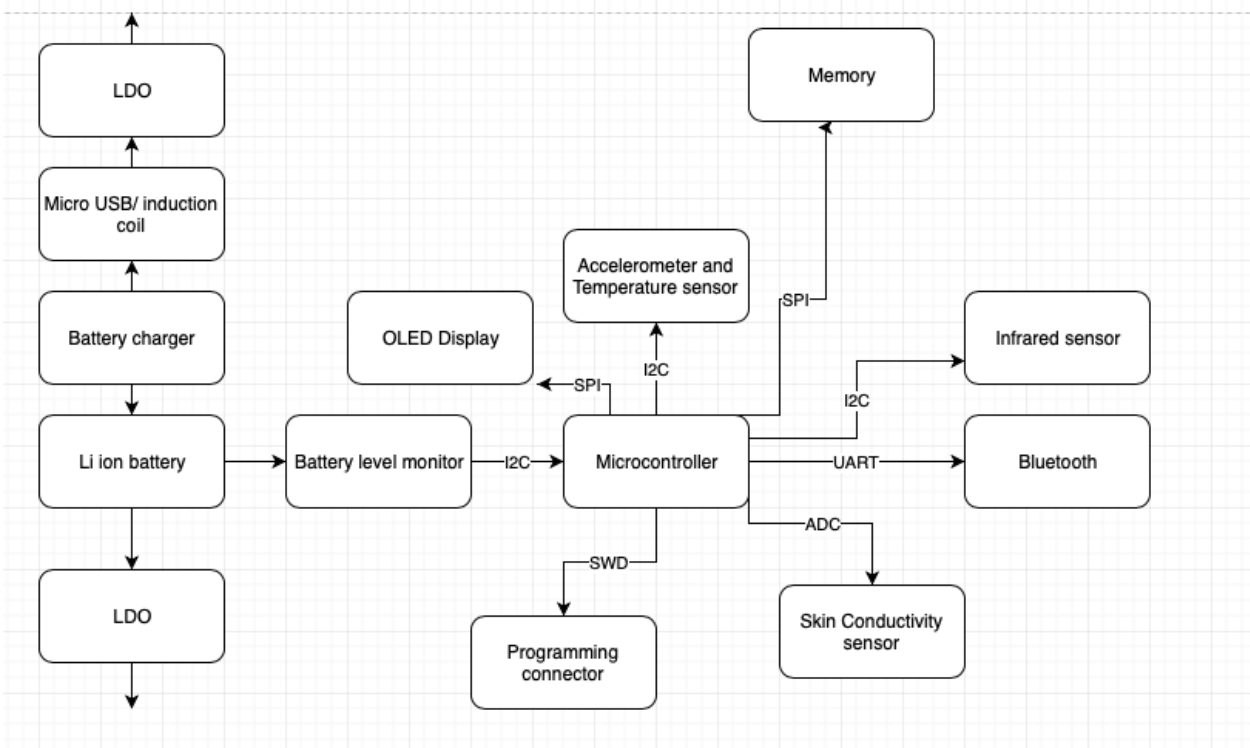 LDO
Memory
Micro USB/ induction
coil
Accelerometer and
Temperature sensor
SPI
Battery charger
OLED Display
Infrared sensor
I2C
SPI
I2C
Li ion battery
Battery level monitor
I2C
Microcontroller
UART
Bluetooth
ADC
SWD
LDO
Skin Conductivity
sensor
Programming
connector